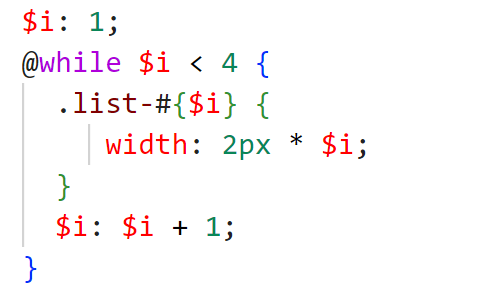 $i: 1;
@while $i < 4 {
  .list-#{$i} {
    width: 2px * $i;
  }
  $i: $i + 1;
}